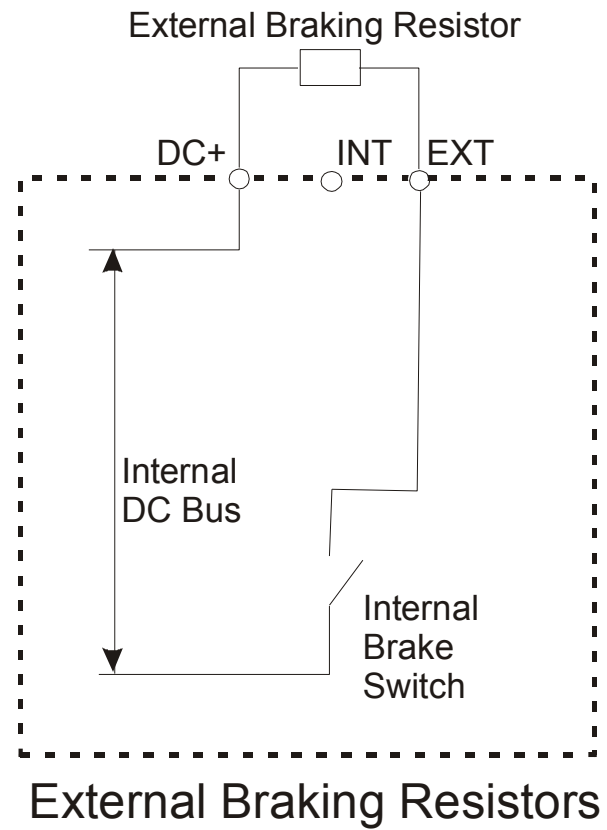 External Braking Resistor
DC+ INT EXT
Internal
DC Bus
Internal
Brake
Switch
External Braking Resistors